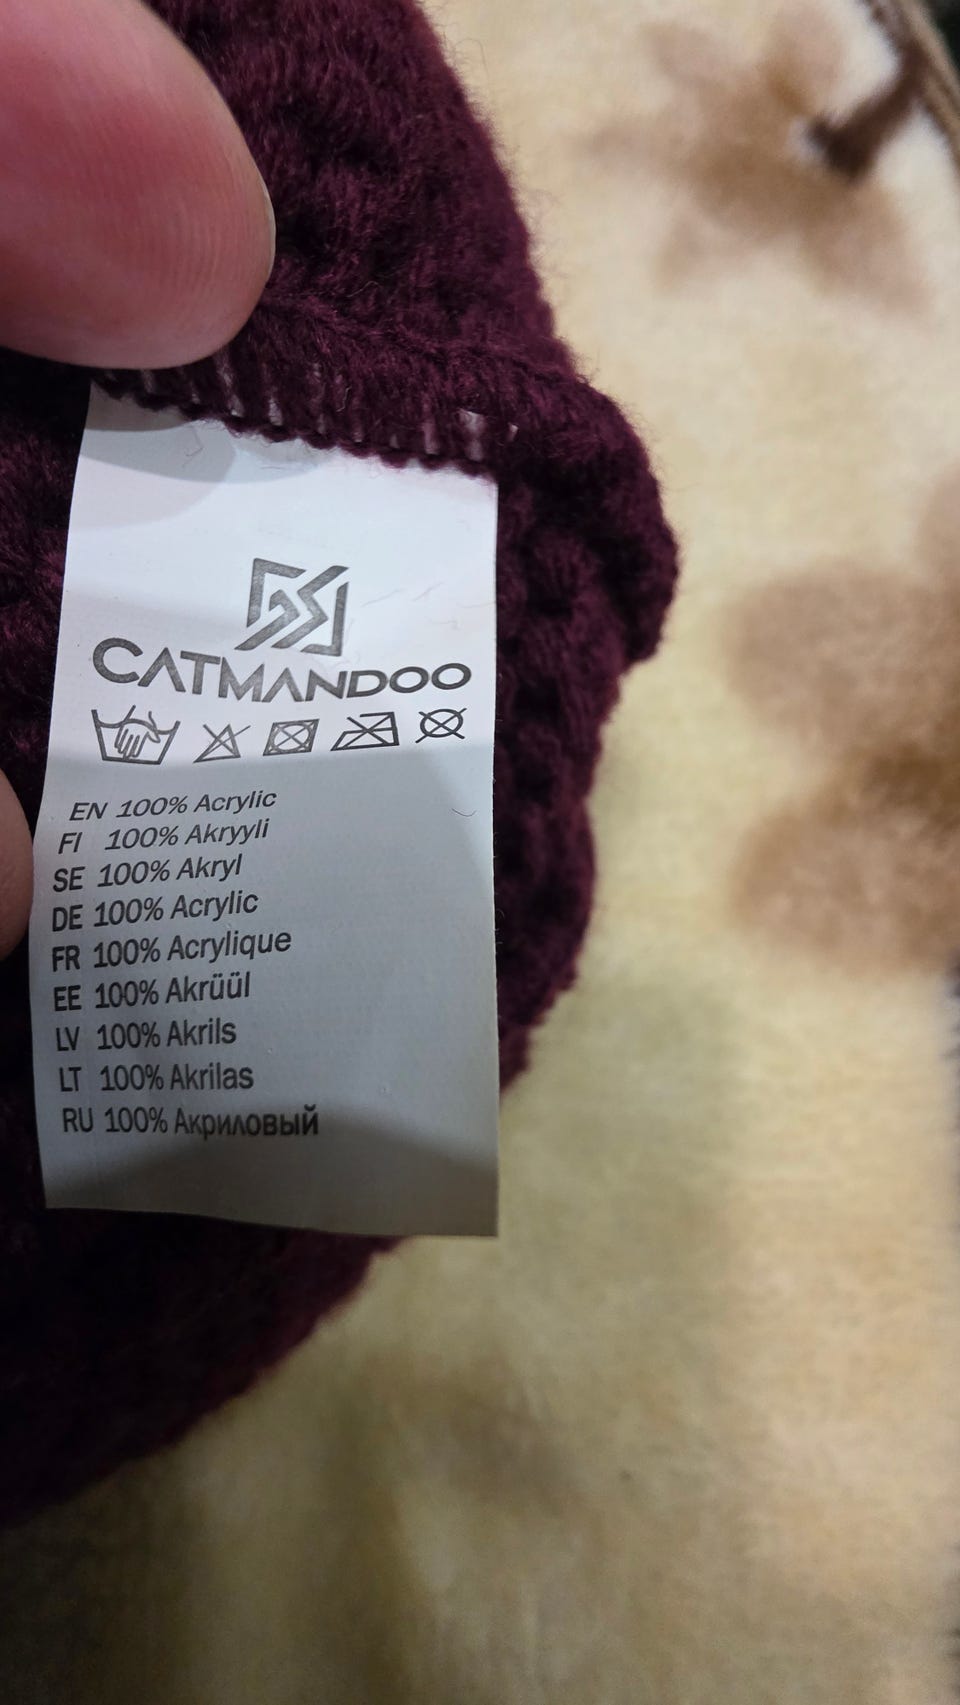 CATMANDOO
EN 100% Acrylic
FI 100% Akryyli
SE 100% Akryl
DE 100% Acrylic
FR 100% Acrylique
EE 100% Akrüül
LV 100% Akrils
LT 100% Akrilas
RU 100% Акриловый